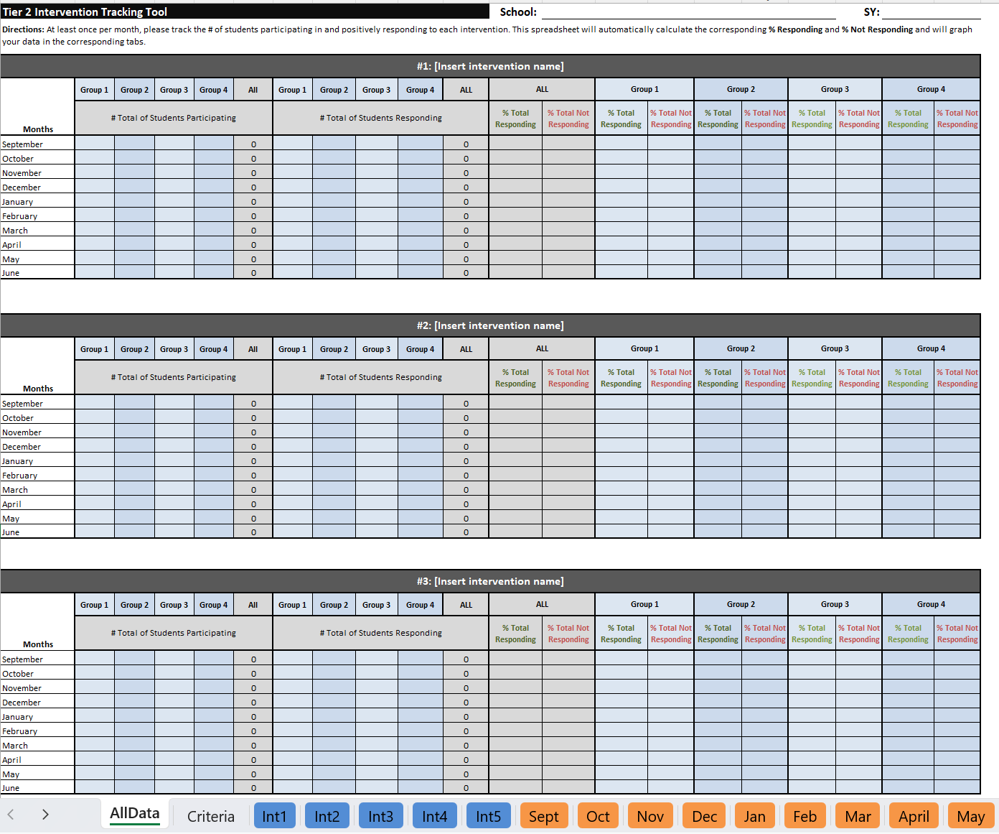 Tier 2 Intervention Tracking Tool School: SY:
Directions: At least once per month, please track the # of students participating in and positively responding to each intervention. This spreadsheet will automatically calculate the corresponding % Responding and % Not Responding and will graph
your data in the corresponding tabs.
#1: [Insert intervention name]
Group 1 Group 2 Group 3 Group 4 All Group 1 Group 2 Group 3 Group 4 ALL ALL Group 1 Group 2 Group 3 Group 4
# Total of Students Participating # Total of Students Responding
% Total % Total Not % Total % Total Not % Total % Total Not % Total % Total Not % Total % Total Not
Responding Responding Responding Responding Responding Responding Responding Responding Responding Responding
Months
September 0 0
October 0 0
November 0 0
December 0 0
January 0 0
February 0 0
March 0 0
April 0 0
May 0 0
June 0 0
#2: [Insert intervention name]
Group 1 Group 2 Group 3 Group 4 All Group 1 Group 2 Group 3 Group 4 ALL ALL Group 1 Group 2 Group 3 Group 4
# Total of Students Participating # Total of Students Responding
% Total % Total Not % Total % Total Not % Total % Total Not % Total % Total Not % Total % Total Not
Responding Responding Responding Responding Responding Responding Responding Responding Responding Responding
Months
September 0 0
October 0 0
November 0 0
December 0 0
January 0 0
February 0 0
March 0 0
April 0 0
May 0 0
June 0 0
#3: [Insert intervention name]
Group 1 Group 2 Group 3 Group 4 All Group 1 Group 2 Group 3 Group 4 ALL ALL Group 1 Group 2 Group 3 Group 4
# Total of Students Participating # Total of Students Responding
% Total % Total Not % Total % Total Not % Total % Total Not % Total % Total Not % Total % Total Not
Responding Responding Responding Responding Responding Responding Responding Responding Responding Responding
Months
September 0 0
October 0 0
November 0 0
December 0 0
January 0 0
February 0 0
March 0 0
April 0 0
May 0 0
June 0 0
AllData Criteria Int1 Int2 Int3 Int4 Int5 Sept Oct Nov Dec Jan Feb Mar April May